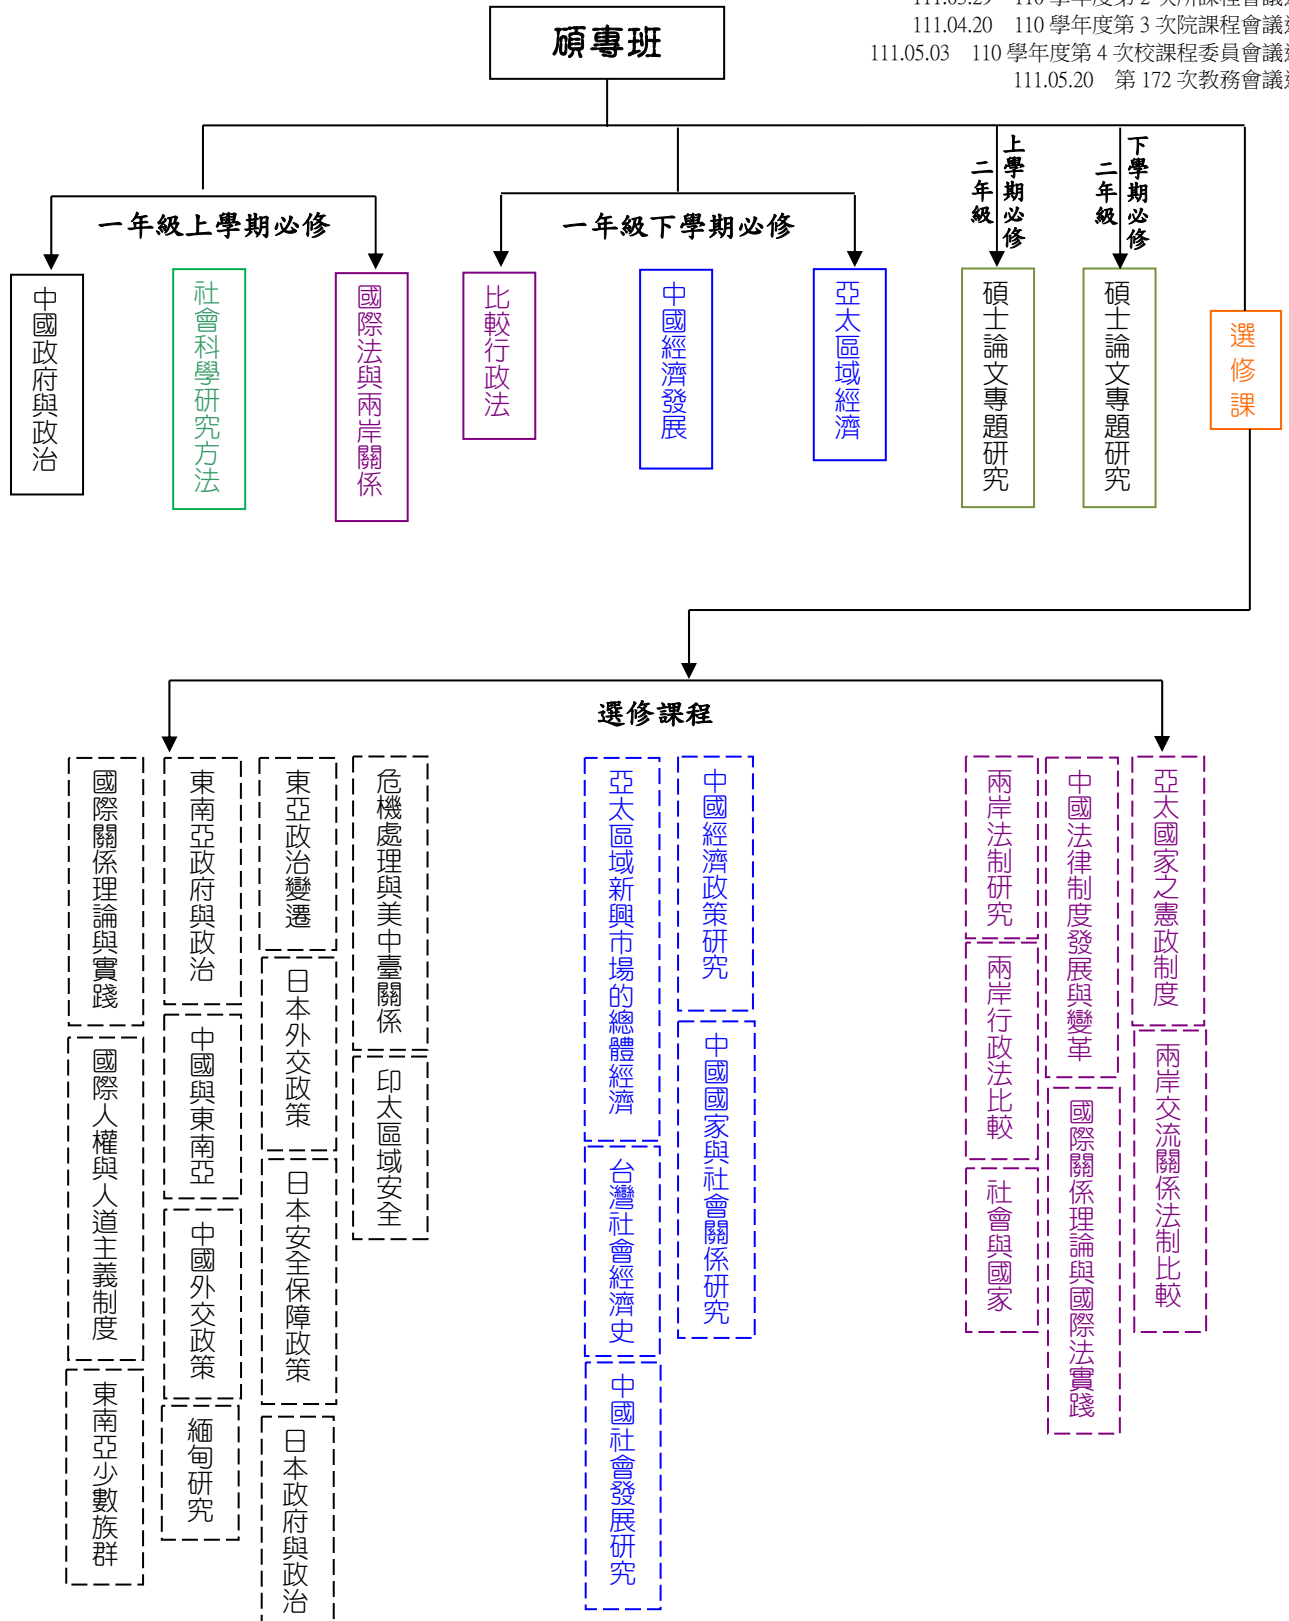 110 學年度第 2 次所課程會議
111.04.20 110 學年度第 3 次院課程會議
111.05.03 110 學年度第 4 次校課程委員會議
111.05.20 第 172 次教務會議
碩專班
一年級上學期必修
一年級下學期必修
二年級
上學期必修
二年級
下學期必修
中國政府與政治
社會科學研究方法
國際法與兩岸關係
比較行政法
中國經濟發展
亞太區域經濟
碩士論文專題研究
碩士論文專題研究
選修課
選修課程
國際關係理論與實踐
國際人權與人道主義制度
東南亞少數族群
東南亞政府與政治
中國與東南亞
中國外交政策
緬甸研究
東亞政治變遷
日本外交政策
日本安全保障政策
日本政府與政治
危機處理與美中臺關係
印太區域安全
亞太區域新興市場的總體經濟
台灣社會經濟史
中國社會發展研究
中國經濟政策研究
中國國家與社會關係研究
兩岸法制研究
兩岸行政法比較
社會與國家
中國法律制度發展與變革
國際關係理論與國際法實踐
亞太國家之憲政制度
兩岸交流關係法制比較